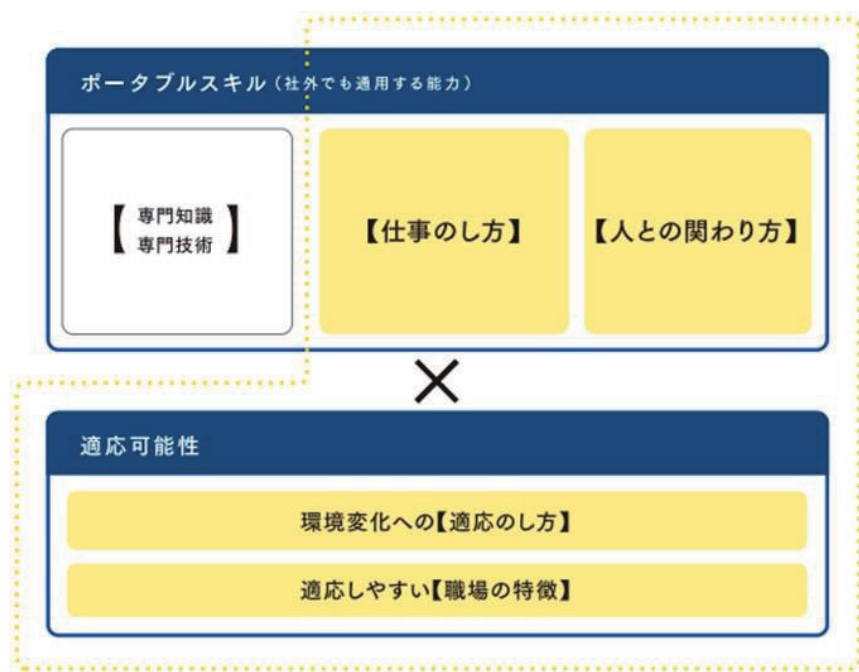 ポータブルスキル（社外でも通用する能力）
【専門知識
専門技術】
【仕事のし方】
【人との関わり方】
×
適応可能性
環境変化への【適応のし方】
適応しやすい【職場の特徴】